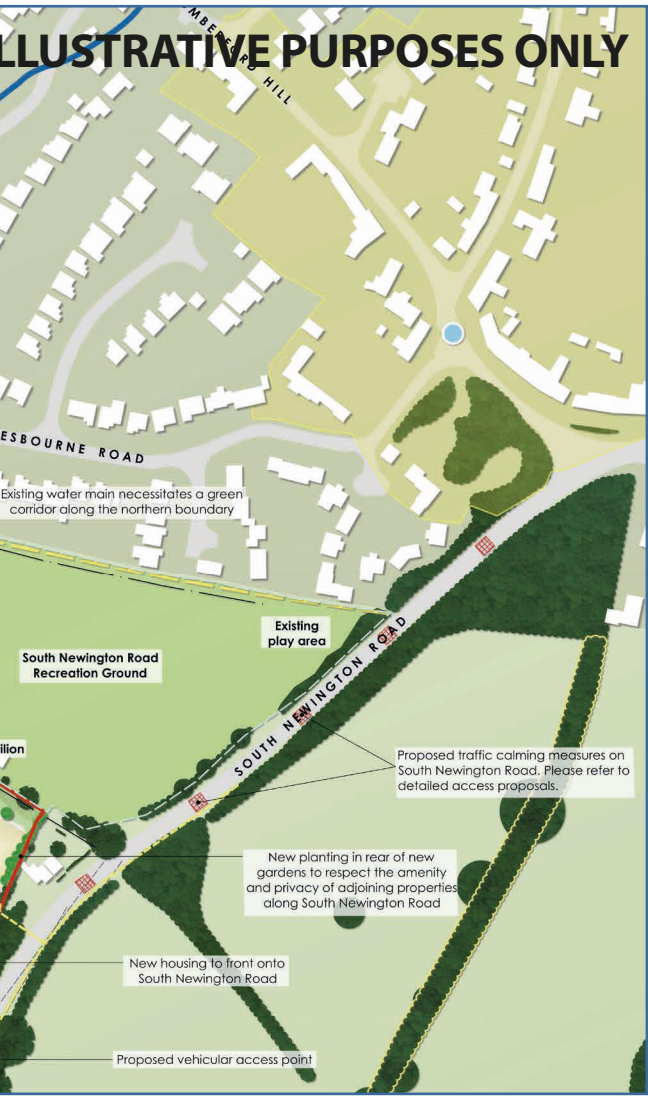 LLUSTRATIVE PURPOSES ONLY
MBERFORD HILL
ESBOURNE ROAD
Existing water main necessitates a green
corridor along the northern boundary
Existing
play area
South Newington Road
Recreation Ground
SOUTH NEWINGTON ROAD
ilion
Proposed traffic calming measures on
South Newington Road. Please refer to
detailed access proposals.
New planting in rear of new
gardens to respect the amenity
and privacy of adjoining properties
along South Newington Road
New housing to front onto
South Newington Road
Proposed vehicular access point